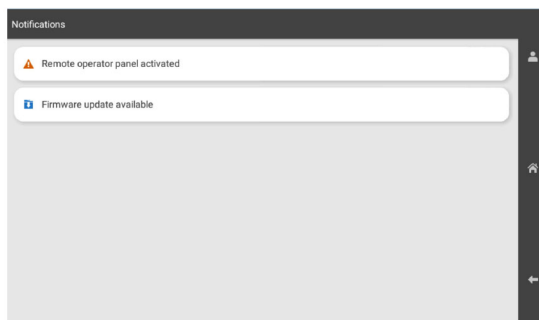 Notifications
Remote operator panel activated
Firmware update available